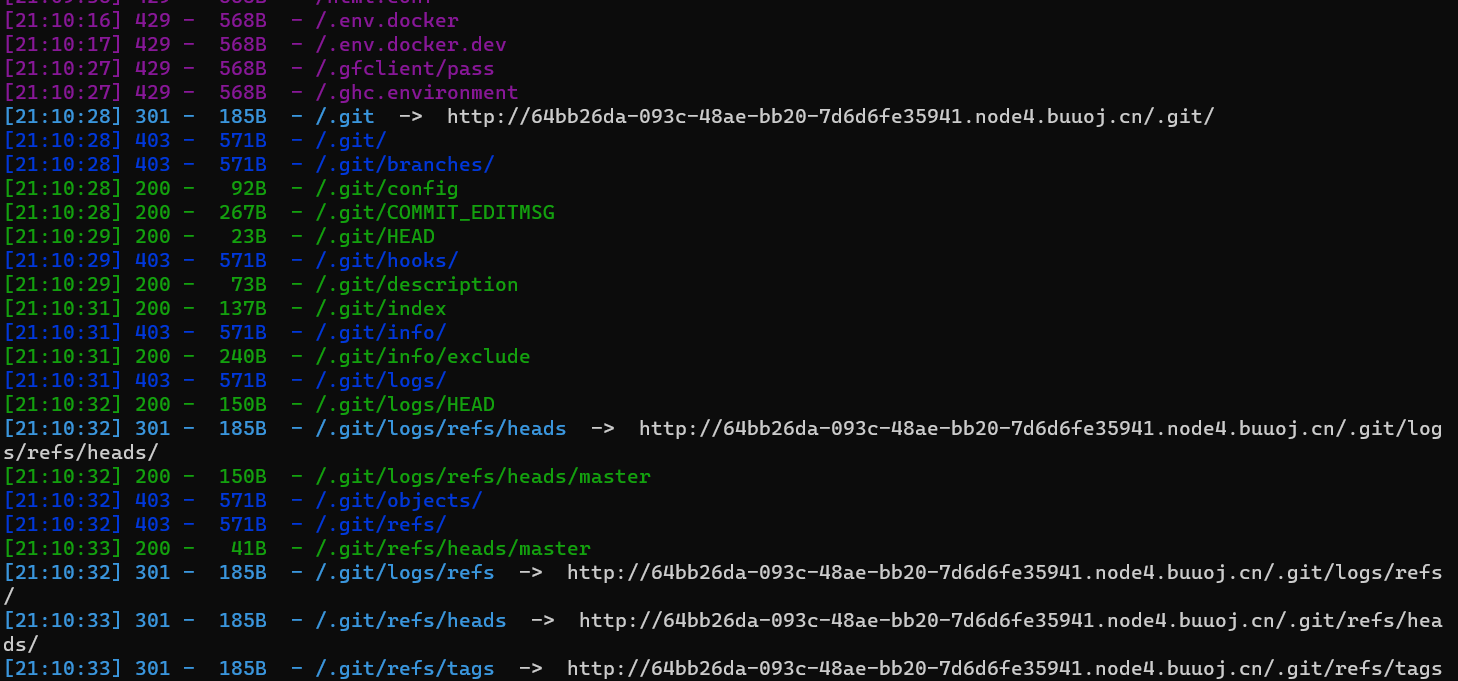 [21:09:56] 429 -   568B  - /html.conf
[21:10:16] 429 -   568B  - /.env.docker
[21:10:17] 429 -   568B  - /.env.docker.dev
[21:10:27] 429 -   568B  - /.gfclient/pass
[21:10:27] 429 -   568B  - /.ghc.environment
[21:10:28] 301 -   185B  - /.git  ->  http://64bb26da-093c-48ae-bb20-7d6d6fe35941.node4.buuoj.cn/.git/
[21:10:28] 403 -   571B  - /.git/
[21:10:28] 403 -   571B  - /.git/branches/
[21:10:28] 200 -    92B  - /.git/config
[21:10:28] 200 -   267B  - /.git/COMMIT_EDITMSG
[21:10:29] 200 -    23B  - /.git/HEAD
[21:10:29] 403 -   571B  - /.git/hooks/
[21:10:29] 200 -    73B  - /.git/description
[21:10:31] 200 -   137B  - /.git/index
[21:10:31] 403 -   571B  - /.git/info/
[21:10:31] 200 -   240B  - /.git/info/exclude
[21:10:31] 403 -   571B  - /.git/logs/
[21:10:32] 200 -   150B  - /.git/logs/HEAD
[21:10:32] 301 -   185B  - /.git/logs/refs/heads  ->  http://64bb26da-093c-48ae-bb20-7d6d6fe35941.node4.buuoj.cn/.git/log
s/refs/heads/
[21:10:32] 200 -   150B  - /.git/logs/refs/heads/master
[21:10:32] 403 -   571B  - /.git/objects/
[21:10:32] 403 -   571B  - /.git/refs/
[21:10:33] 200 -    41B  - /.git/refs/heads/master
[21:10:32] 301 -   185B  - /.git/logs/refs  ->  http://64bb26da-093c-48ae-bb20-7d6d6fe35941.node4.buuoj.cn/.git/logs/refs
/
[21:10:33] 301 -   185B  - /.git/refs/heads  ->  http://64bb26da-093c-48ae-bb20-7d6d6fe35941.node4.buuoj.cn/.git/refs/hea
ds/
[21:10:33] 301 -   185B  - /.git/refs/tags  ->  http://64bb26da-093c-48ae-bb20-7d6d6fe35941.node4.buuoj.cn/.git/refs/tags